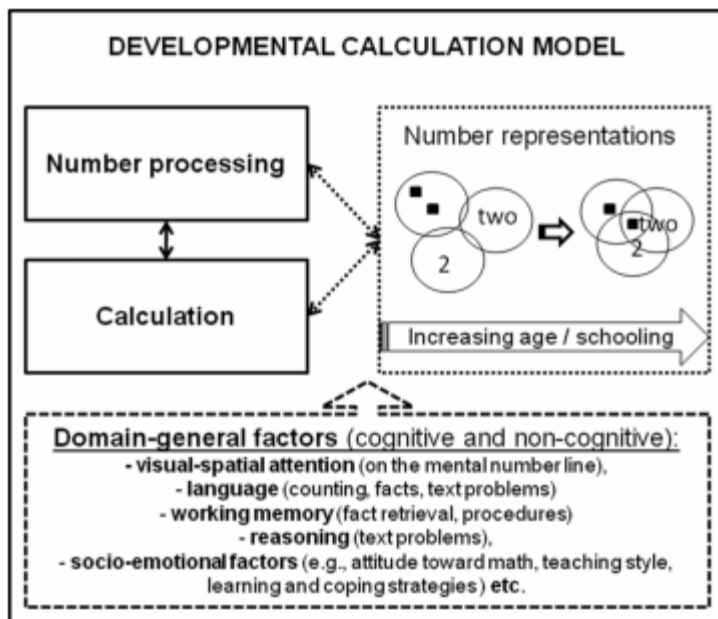 DEVELOPMENTAL CALCULATION MODEL
Number processing
Calculation
Number representations
two
2
two
2
Increasing age / schooling
Domain-general factors (cognitive and non-cognitive):
- visual-spatial attention (on the mental number line),
- language (counting, facts, text problems)
- working memory (fact retrieval, procedures)
- reasoning (text problems),
- socio-emotional factors (e.g., attitude toward math, teaching style,
learning and coping strategies) etc.